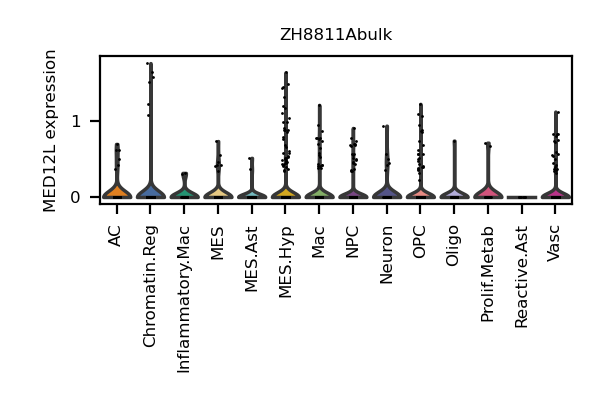 ZH8811Abulk
MED12L expression
1
0
AC
Chromatin.Reg
Inflammatory.Mac
MES
MES.Ast
MES.Hyp
Mac
NPC
Neuron
OPC
Oligo
Prolif.Metab
Reactive.Ast
Vasc